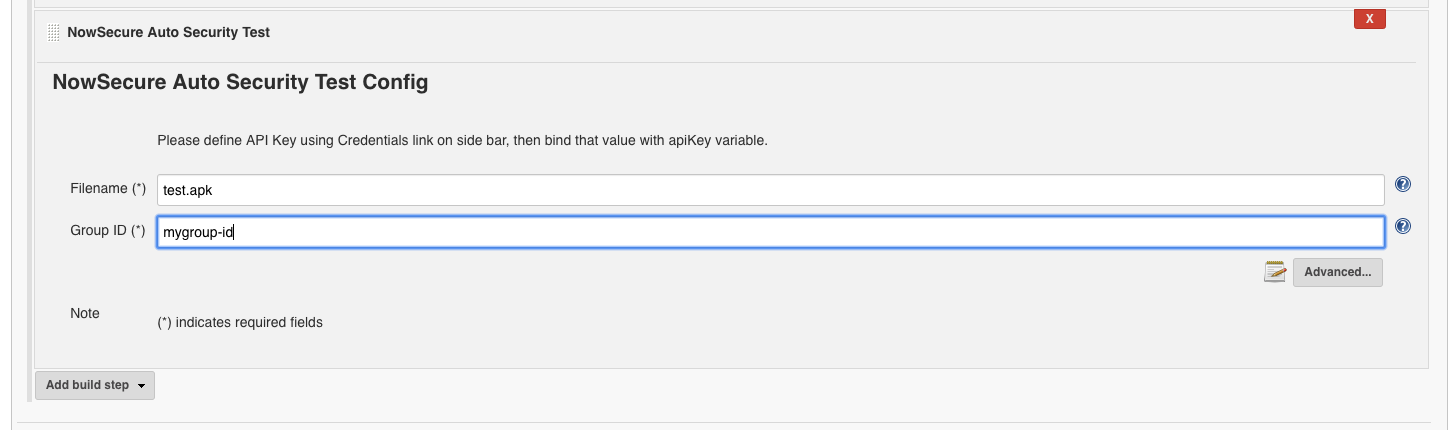 X
NowSecure Auto Security Test
NowSecure Auto Security Test Config
Please define API Key using Credentials link on side bar, then bind that value with apiKey variable.
Filename (*) test.apk ?
Group ID (*) mygroup-id ?
Advanced...
Note
(*) indicates required fields
Add build step